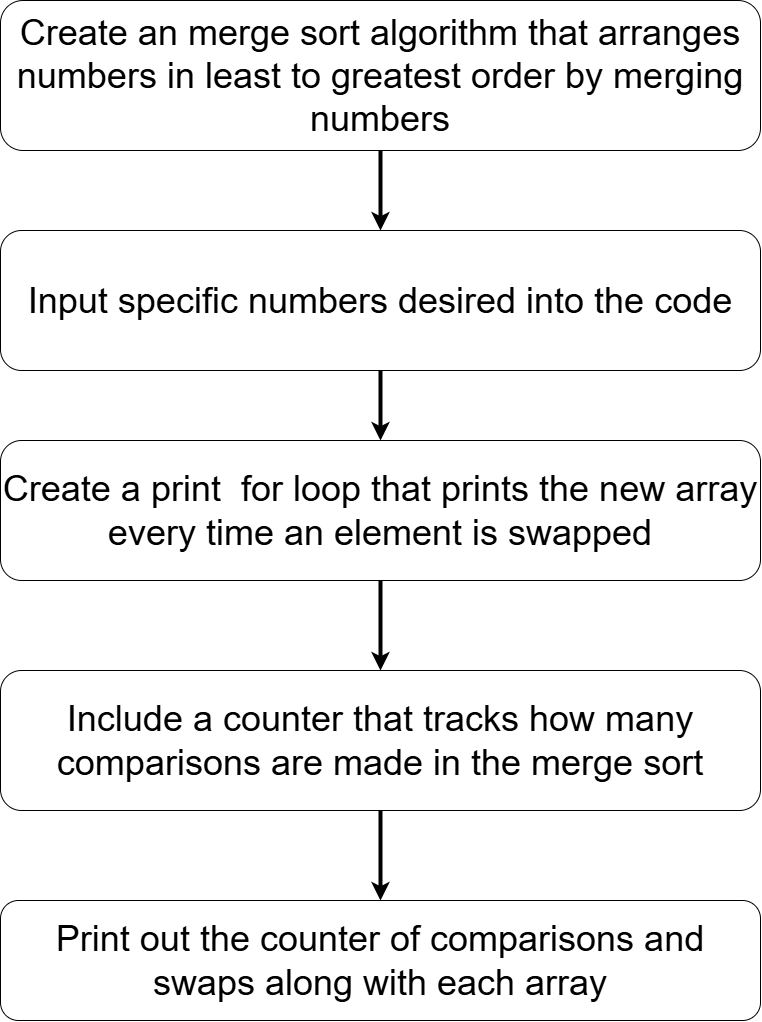 Create an merge sort algorithm that arranges
numbers in least to greatest order by merging
numbers
Input specific numbers desired into the code
Create a print  for loop that prints the new array
every time an element is swapped
Include a counter that tracks how many
comparisons are made in the merge sort
Print out the counter of comparisons and
swaps along with each array